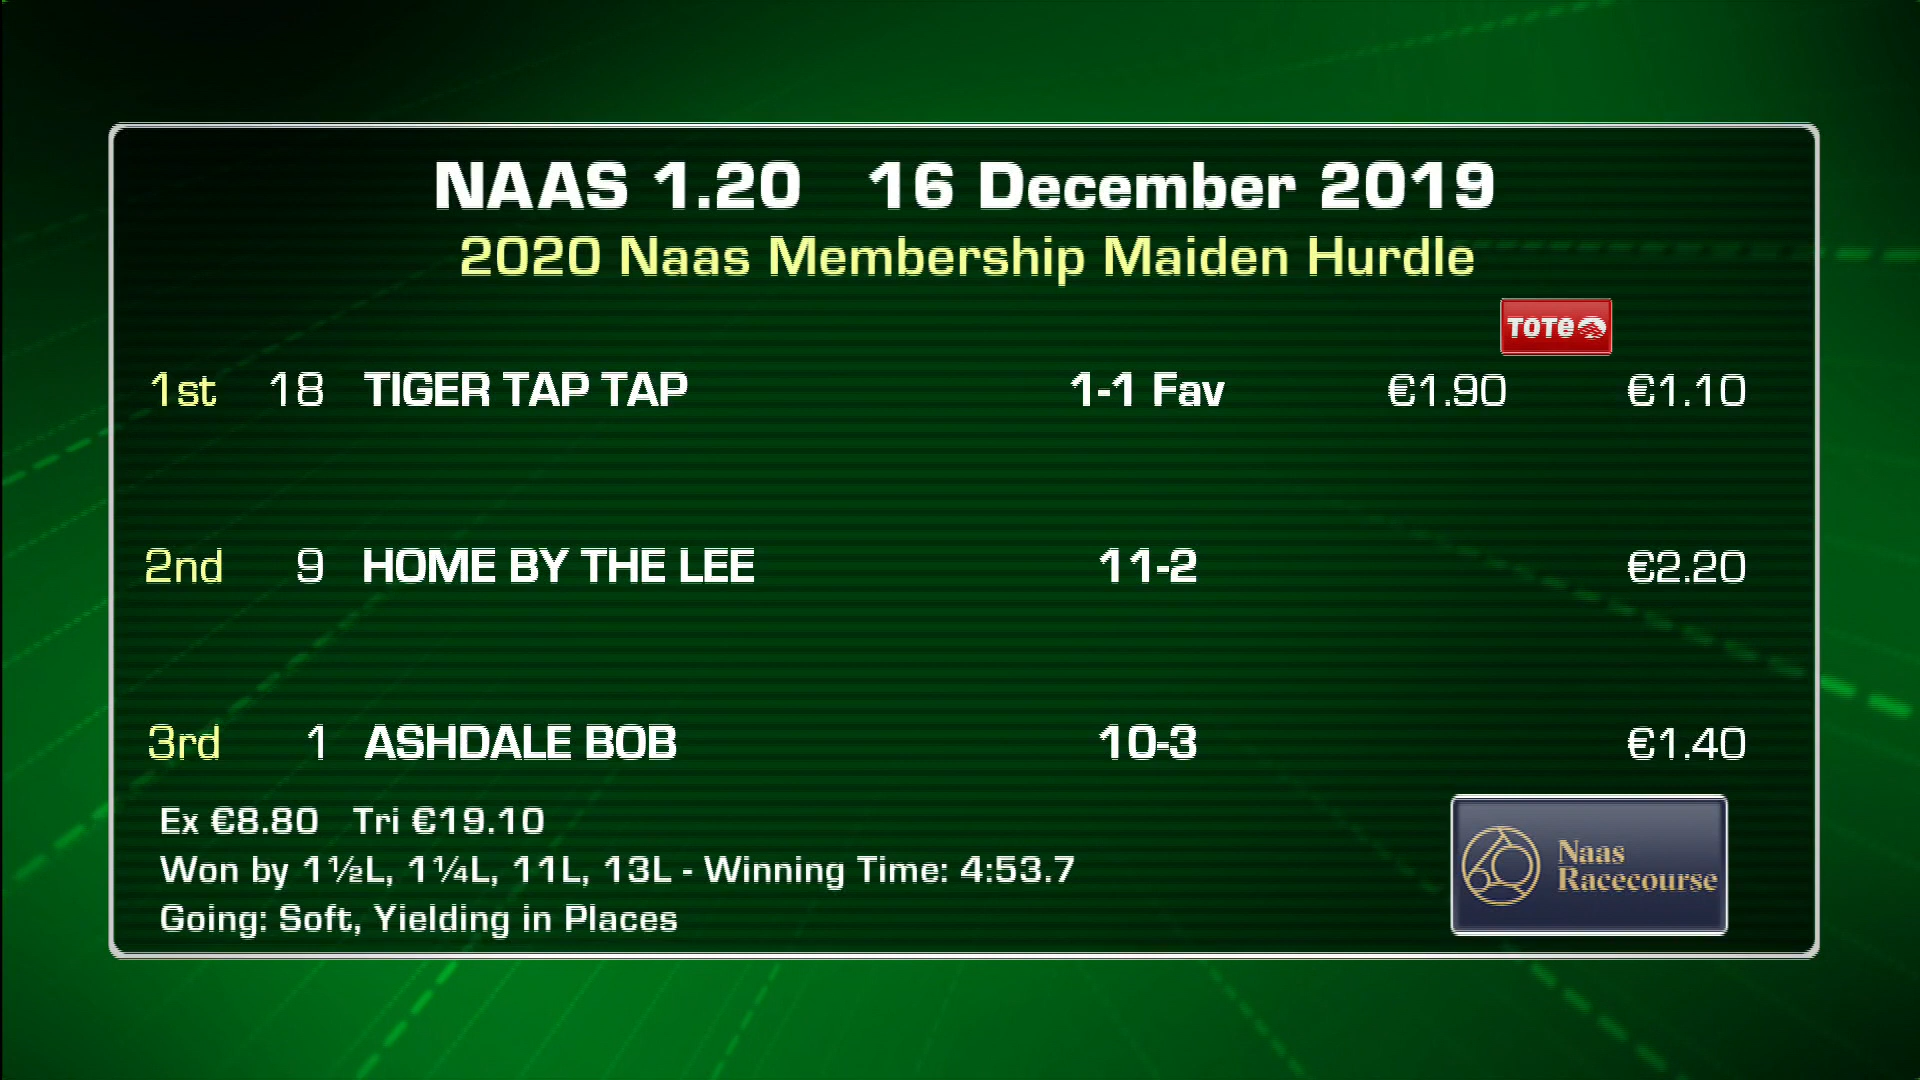 NAAS 1.20 16 December 2019
2020 Naas Membership Maiden Hurdle
TOTE
1st 18 TIGER TAP TAP 1-1 Fav €1.90 €1.10
2nd 9 HOME BY THE LEE 11-2 €2.20
3rd 1 ASHDALE BOB 10-3 €1.40
Ex €8.80 Tri €19.10
Won by 1½L, 1¼L, 11L, 13L - Winning Time: 4:53.7
Going: Soft, Yielding in Places
Naas
Racecourse